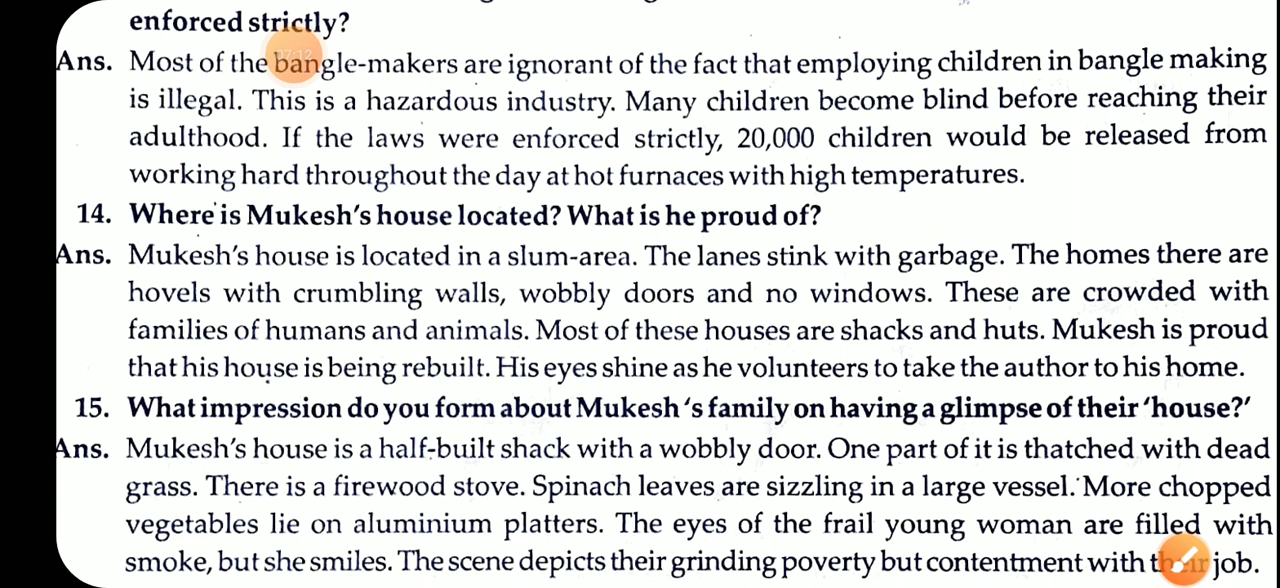 enforced strictly?
Ans. Most of the bangle-makers are ignorant of the fact that employing children in bangle making
is illegal. This is a hazardous industry. Many children become blind before reaching their
adulthood. If the laws were enforced strictly, 20,000 children would be released from
working hard throughout the day at hot furnaces with high temperatures.
14. Where is Mukesh's house located? What is he proud of?
Ans. Mukesh's house is located in a slum-area. The lanes stink with garbage. The homes there are
hovels with crumbling walls, wobbly doors and no windows. These are crowded with
families of humans and animals. Most of these houses are shacks and huts. Mukesh is proud
that his house is being rebuilt. His eyes shine as he volunteers to take the author to his home.
15. What impression do you form about Mukesh 's family on having a glimpse of their 'house?'
Ans. Mukesh's house is a half-built shack with a wobbly door. One part of it is thatched with dead
grass. There is a firewood stove. Spinach leaves are sizzling in a large vessel. More chopped
vegetables lie on aluminium platters. The eyes of the frail young woman are filled with
smoke, but she smiles. The scene depicts their grinding poverty but contentment with their job.